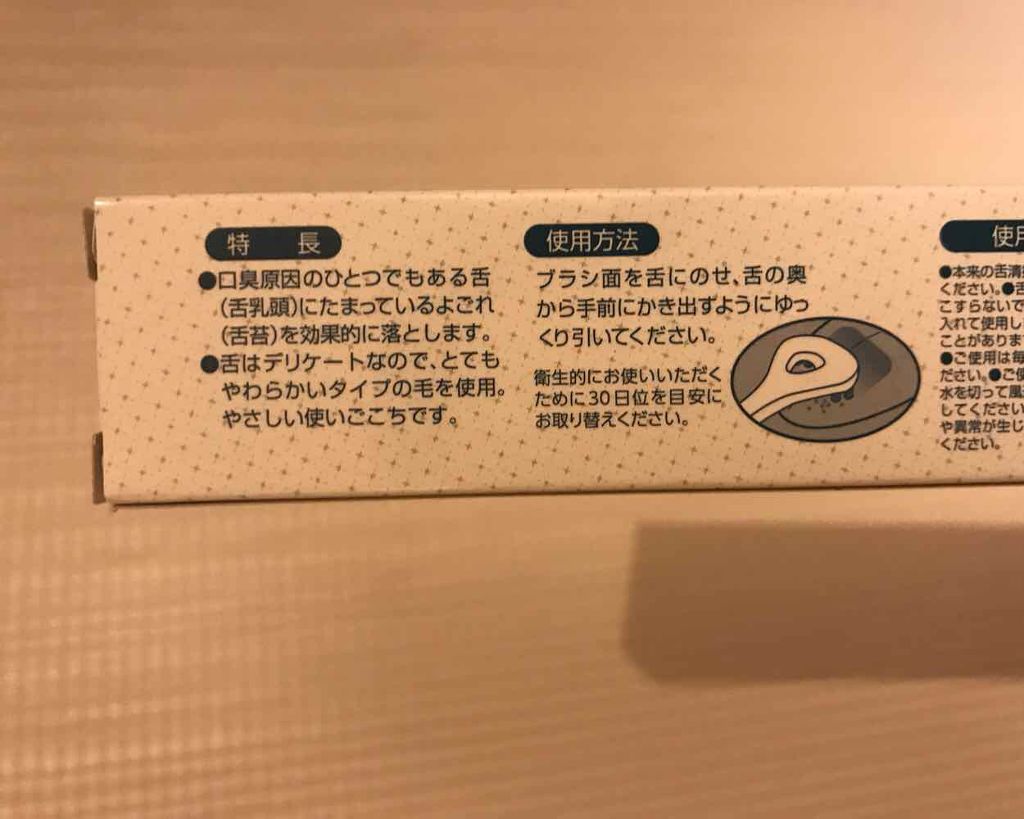 特長
●口臭原因のひとつでもある舌
(舌乳頭)にたまっているよごれ
(舌苔)を効果的に落とします。
●舌はデリケートなので、とても
やわらかいタイプの毛を使用。
やさしい使いごこちです。
使用方法
ブラシ面を舌にのせ、舌の奥
から手前にかき出すようにゆっ
くり引いてください。
衛生的にお使いいただく
ために30日位を目安に
お取り替えください。
使用
●本来の舌清
ください。●舌
こすらないで
入れて使用し
ことがありま
●ご使用は毎
ださい。●ご使
水を切って風
してください
や異常が生じ
ください。